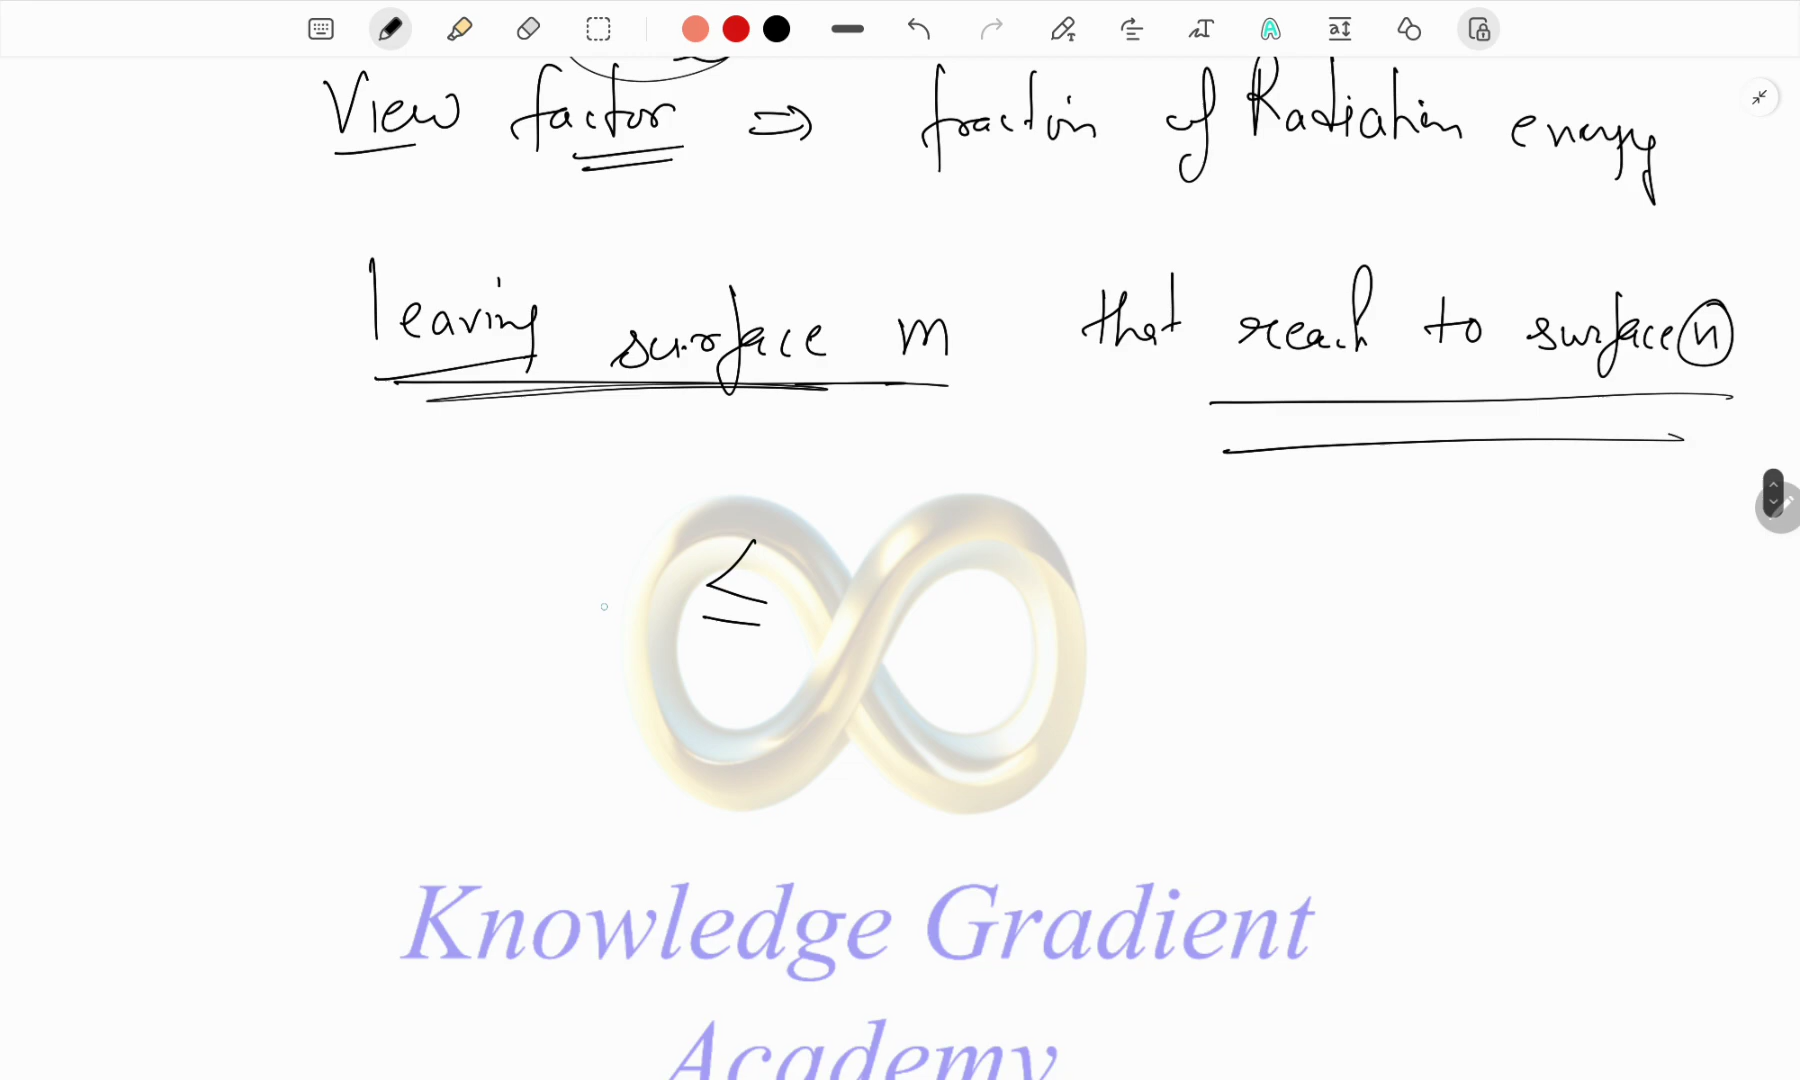 View factor ⇒ fraction of Radiation energy
leaving surface m that reach to surface n
≤
Knowledge Gradient
Academy